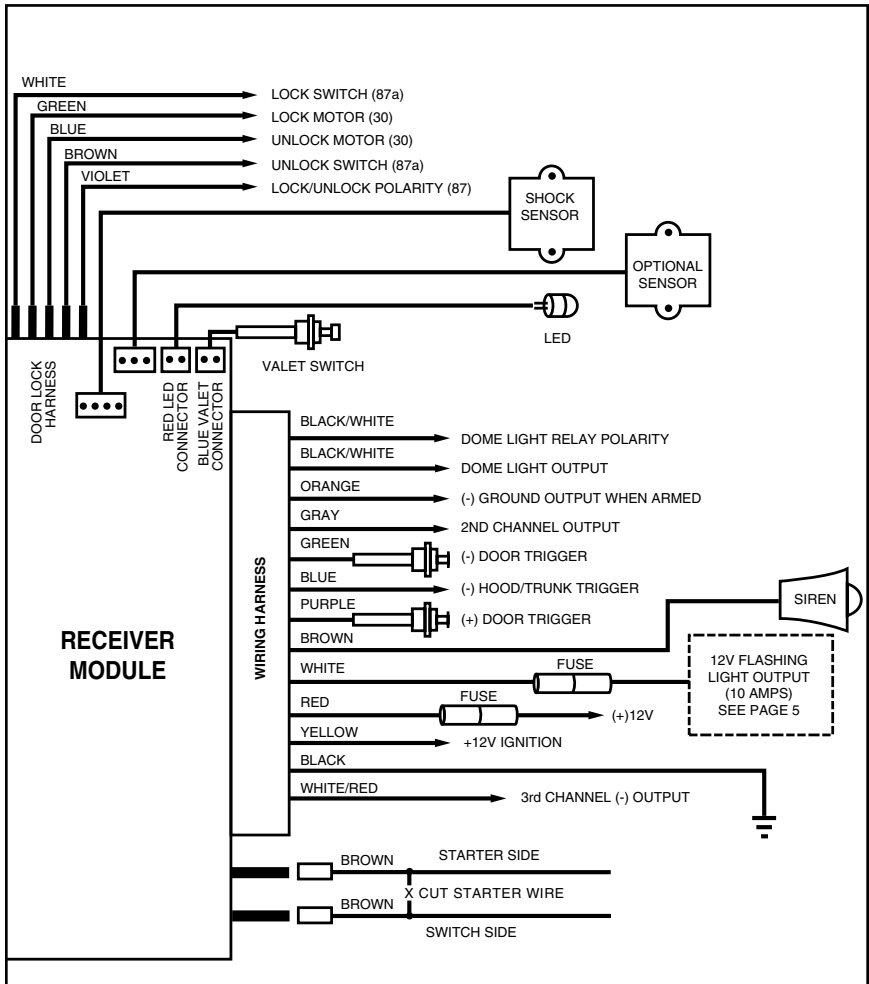 WHITE
LOCK SWITCH (87a)
GREEN
LOCK MOTOR (30)
BLUE
UNLOCK MOTOR (30)
BROWN
UNLOCK SWITCH (87a)
VIOLET
LOCK/UNLOCK POLARITY (87)
SHOCK
SENSOR
OPTIONAL
SENSOR
LED
VALET SWITCH
DOOR LOCK
HARNESS
RED LED
CONNECTOR
BLUE VALET
CONNECTOR
BLACK/WHITE
DOME LIGHT RELAY POLARITY
BLACK/WHITE
DOME LIGHT OUTPUT
ORANGE
(-) GROUND OUTPUT WHEN ARMED
GRAY
2ND CHANNEL OUTPUT
GREEN
(-) DOOR TRIGGER
BLUE
(-) HOOD/TRUNK TRIGGER
PURPLE
(+) DOOR TRIGGER
BROWN
SIREN
WIRING HARNESS
RECEIVER
MODULE
WHITE
FUSE
12V FLASHING
LIGHT OUTPUT
(10 AMPS)
SEE PAGE 5
RED
FUSE
(+)12V
YELLOW
+12V IGNITION
BLACK
WHITE/RED
3rd CHANNEL (-) OUTPUT
BROWN
STARTER SIDE
X CUT STARTER WIRE
BROWN
SWITCH SIDE